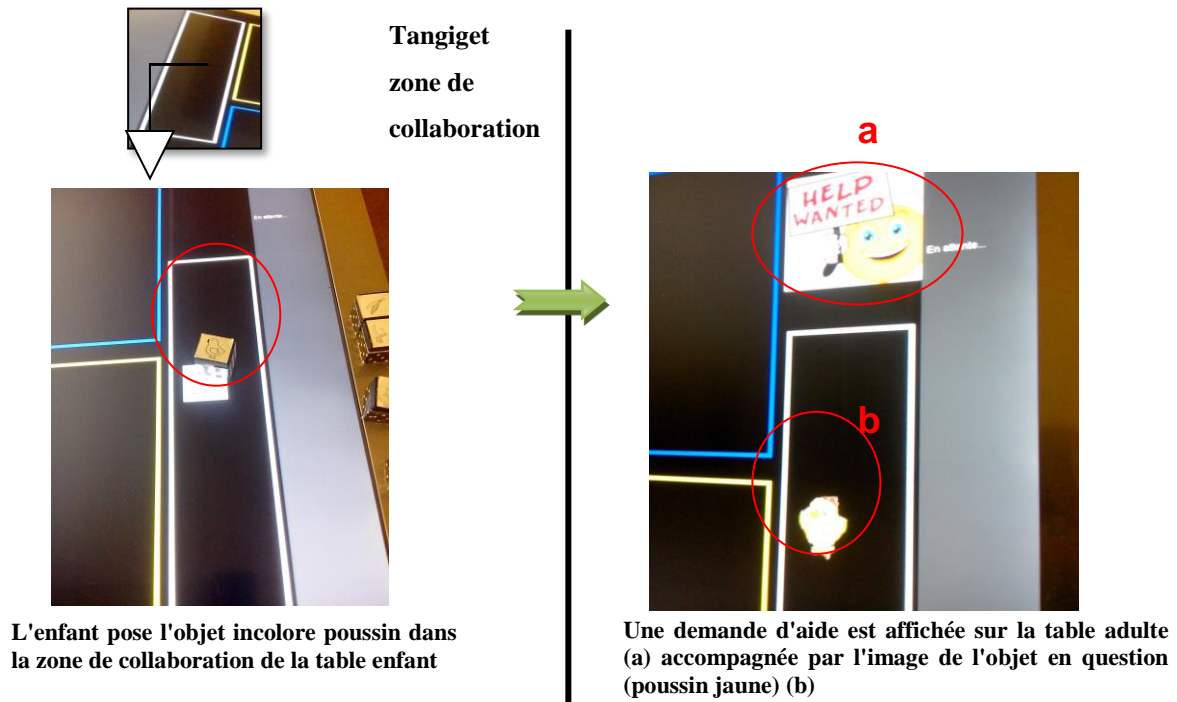 Tangiget
zone de
collaboration
En attente...
L'enfant pose l'objet incolore poussin dans
la zone de collaboration de la table enfant
a
HELP
WANTED
En attente...
b
Une demande d'aide est affichée sur la table adulte
(a) accompagnée par l'image de l'objet en question
(poussin jaune) (b)